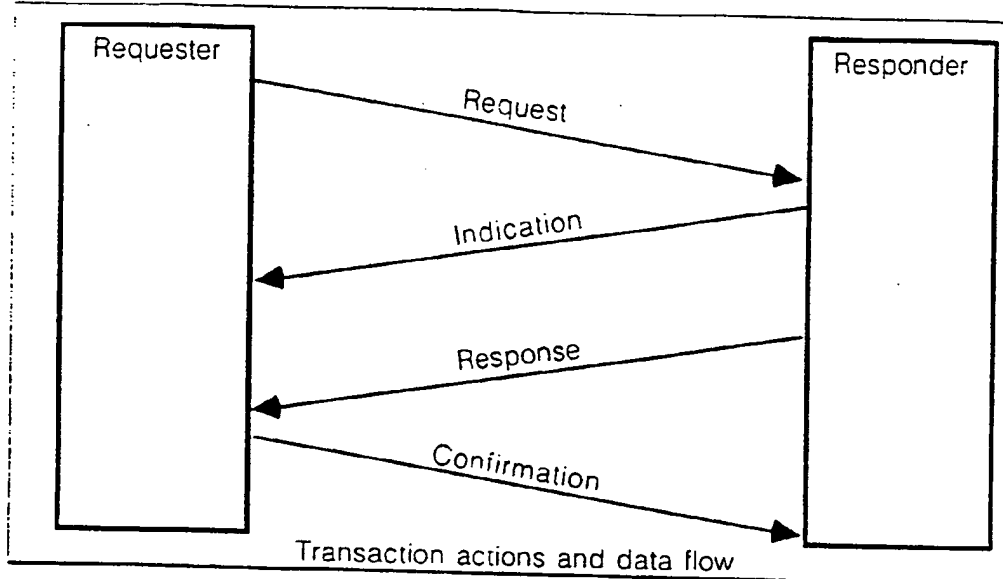 Requester
Responder
Request
Indication
Response
Confirmation
Transaction actions and data flow